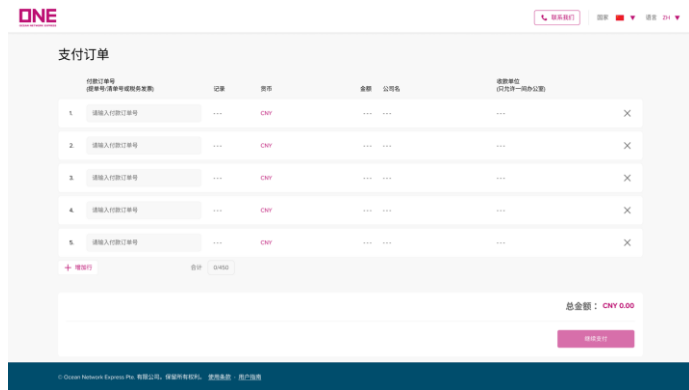 ONE
OCEAN NETWORK EXPRESS
联系我们
国家
语言 ZH
支付订单
付款订单号
(提单号/清单号或税务发票)
记录
货币
金额
公司名
收款单位
(只允许一间办公室)
1. 请输入付款订单号 --- CNY --- --- ---
2. 请输入付款订单号 --- CNY --- --- ---
3. 请输入付款订单号 --- CNY --- --- ---
4. 请输入付款订单号 --- CNY --- --- ---
5. 请输入付款订单号 --- CNY --- --- ---
增加行 合计 0/450
总金额： CNY 0.00
继续支付
© Ocean Network Express Pte. 有限公司。保留所有权利。 使用条款 - 用户指南